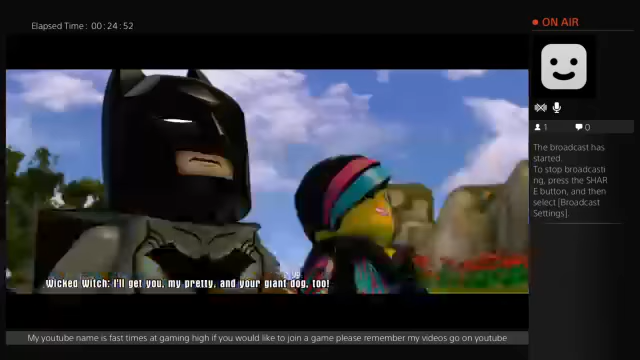 Elapsed Time : 00 : 24 : 52
ON AIR
1
0
The broadcast has
started.
To stop broadcasti
ng, press the SHAR
E button, and then
select [Broadcast
Settings].
Wicked Witch: I'll get you, my pretty, and your giant dog, too!
My youtube name is fast times at gaming high if you would like to join a game please remember my videos go on youtube